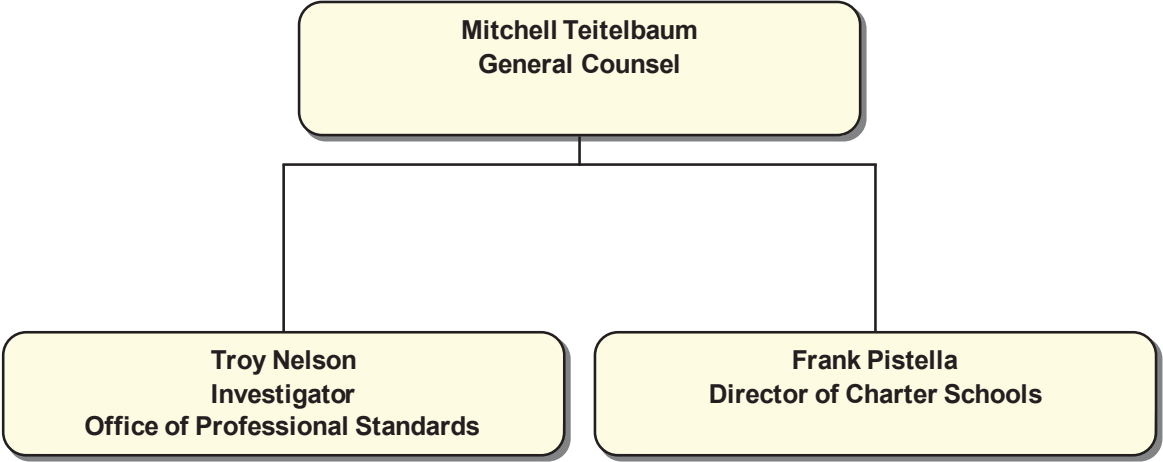 Mitchell Teitelbaum
General Counsel
Troy Nelson
Investigator
Office of Professional Standards
Frank Pistella
Director of Charter Schools